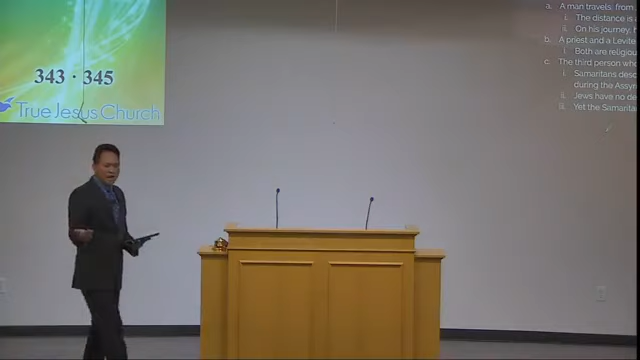 343 · 345
True Jesus Church
a. A man travels from
i. The distance is
ii. On his journey,
b. A priest and a Levite
i. Both are religiou
c. The third person who
i. Samaritans desc
during the Assyr
ii. Jews have no de
iii. Yet the Samarita